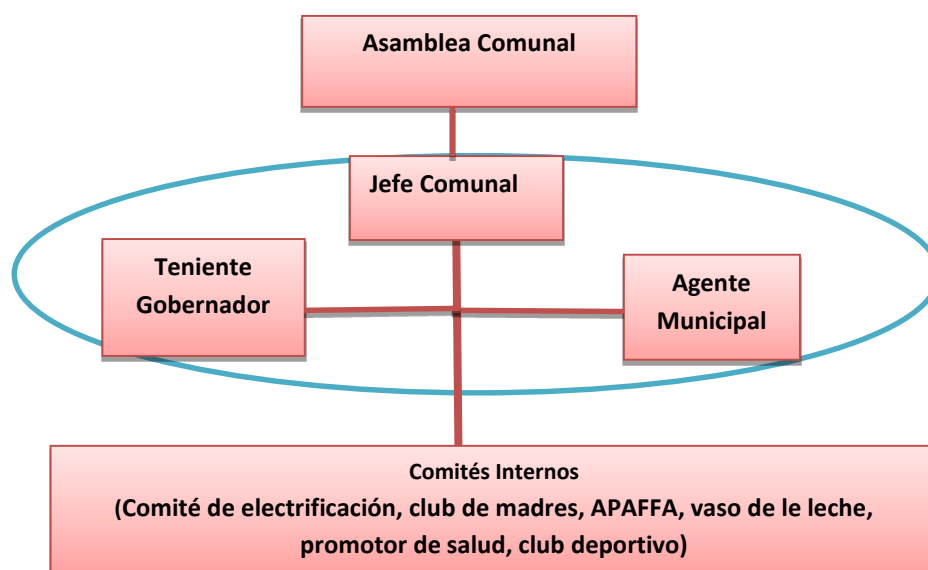 Asamblea Comunal
Jefe Comunal
Teniente
Gobernador
Agente
Municipal
Comités Internos
(Comité de electrificación, club de madres, APAFFA, vaso de le leche,
promotor de salud, club deportivo)